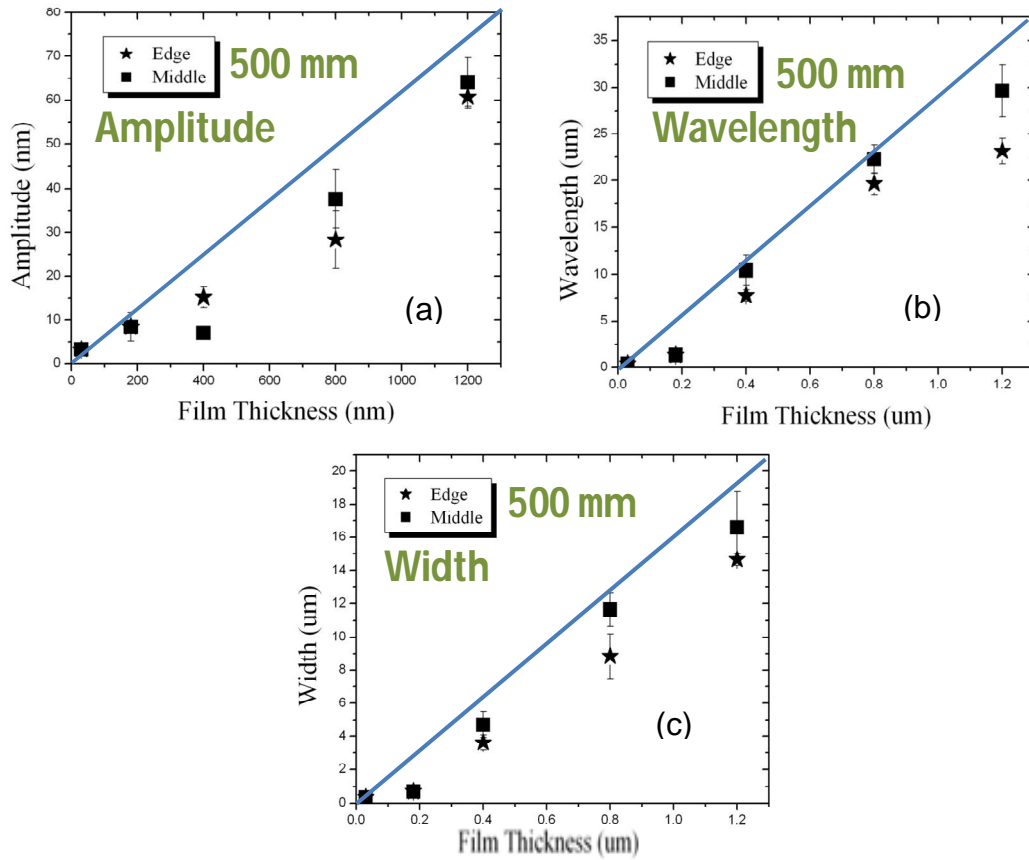 80
70
60
50
40
30
20
10
0
Amplitude (nm)
Edge
Middle
500 mm
Amplitude
(a)
0 200 400 600 800 1000 1200
Film Thickness (nm)
35
30
25
20
15
10
5
0
Wavelength (um)
Edge
Middle
500 mm
Wavelength
(b)
0.0 0.2 0.4 0.6 0.8 1.0 1.2
Film Thickness (um)
20
18
16
14
12
10
8
6
4
2
0
Width (um)
Edge
Middle
500 mm
Width
(c)
0.0 0.2 0.4 0.6 0.8 1.0 1.2
Film Thickness (um)